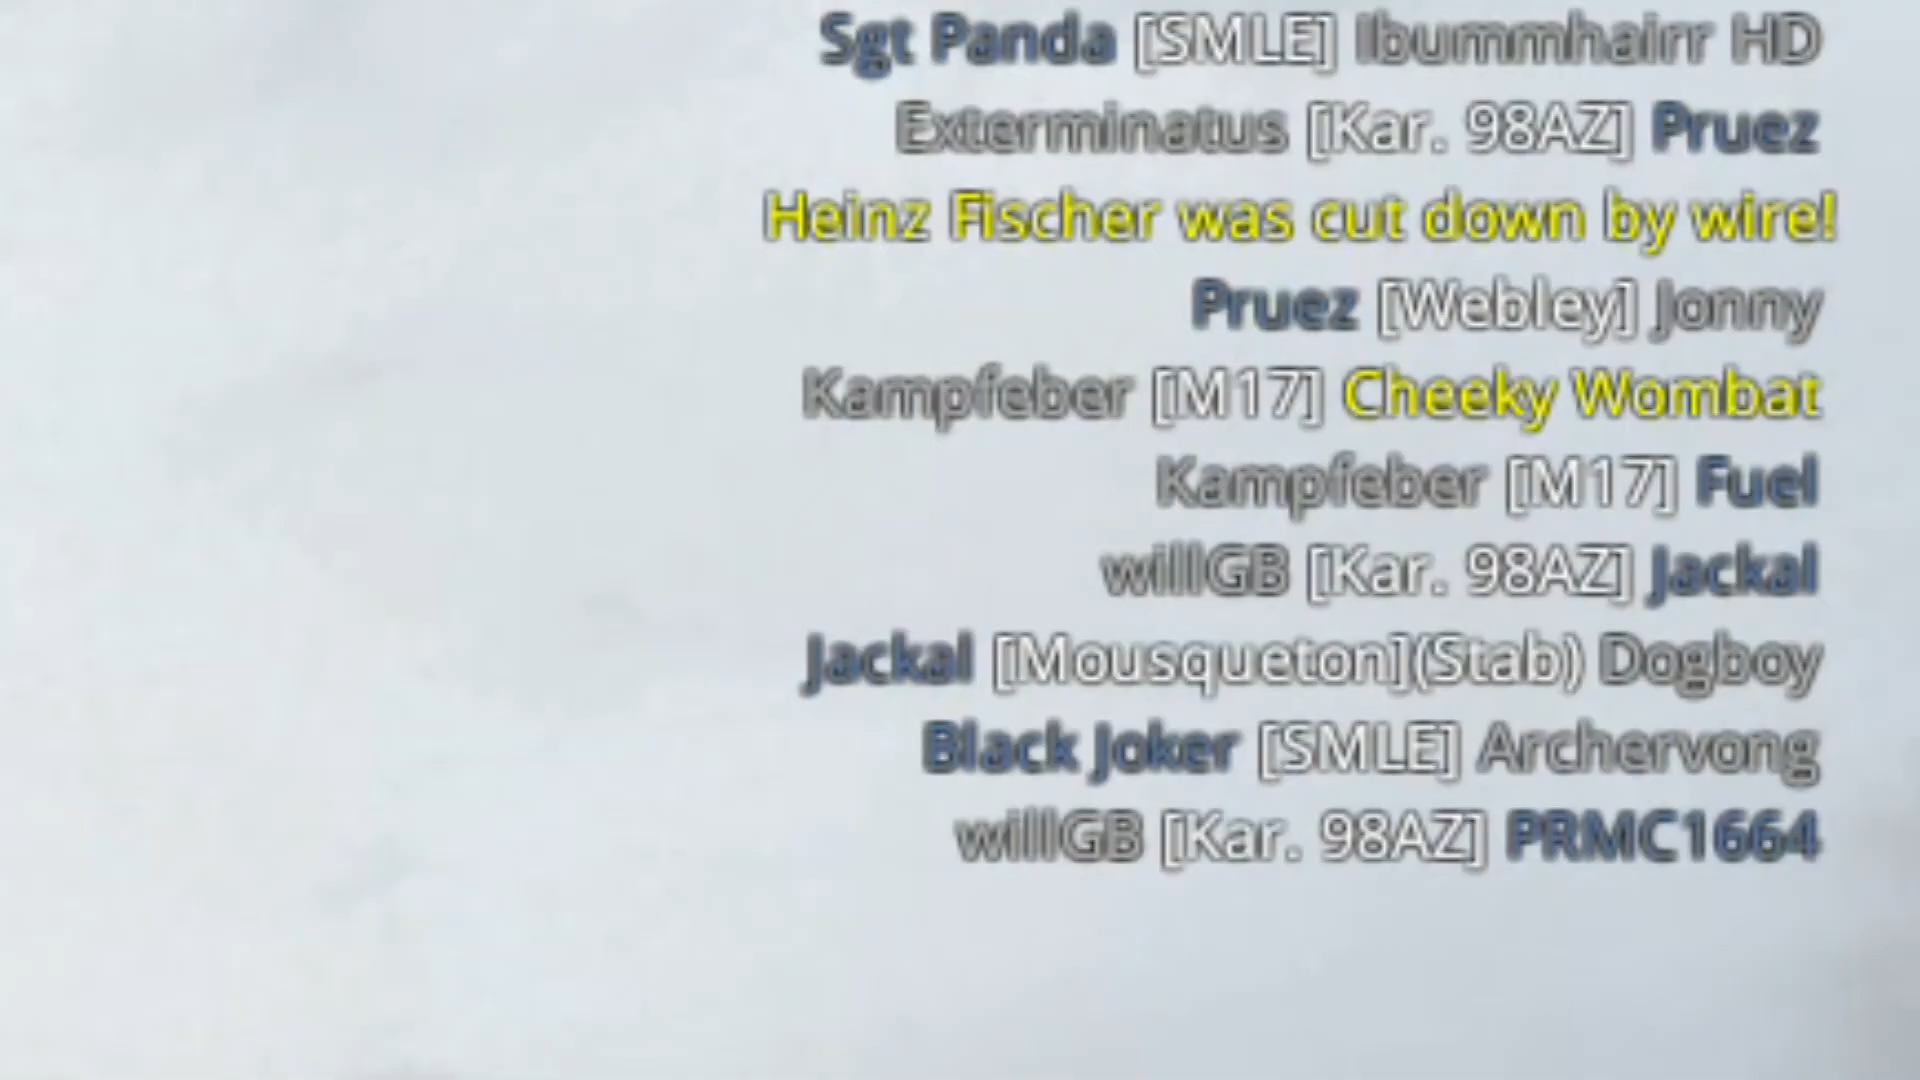 Sgt Panda [SMLE] Ibummhairr HD
Exterminatus [Kar. 98AZ] Pruez
Heinz Fischer was cut down by wire!
Pruez [Webley] Jonny
Kampfeber [M17] Cheeky Wombat
Kampfeber [M17] Fuel
willGB [Kar. 98AZ] Jackal
Jackal [Mousqueton](Stab) Dogboy
Black Joker [SMLE] Archervong
willGB [Kar. 98AZ] PRMC1664